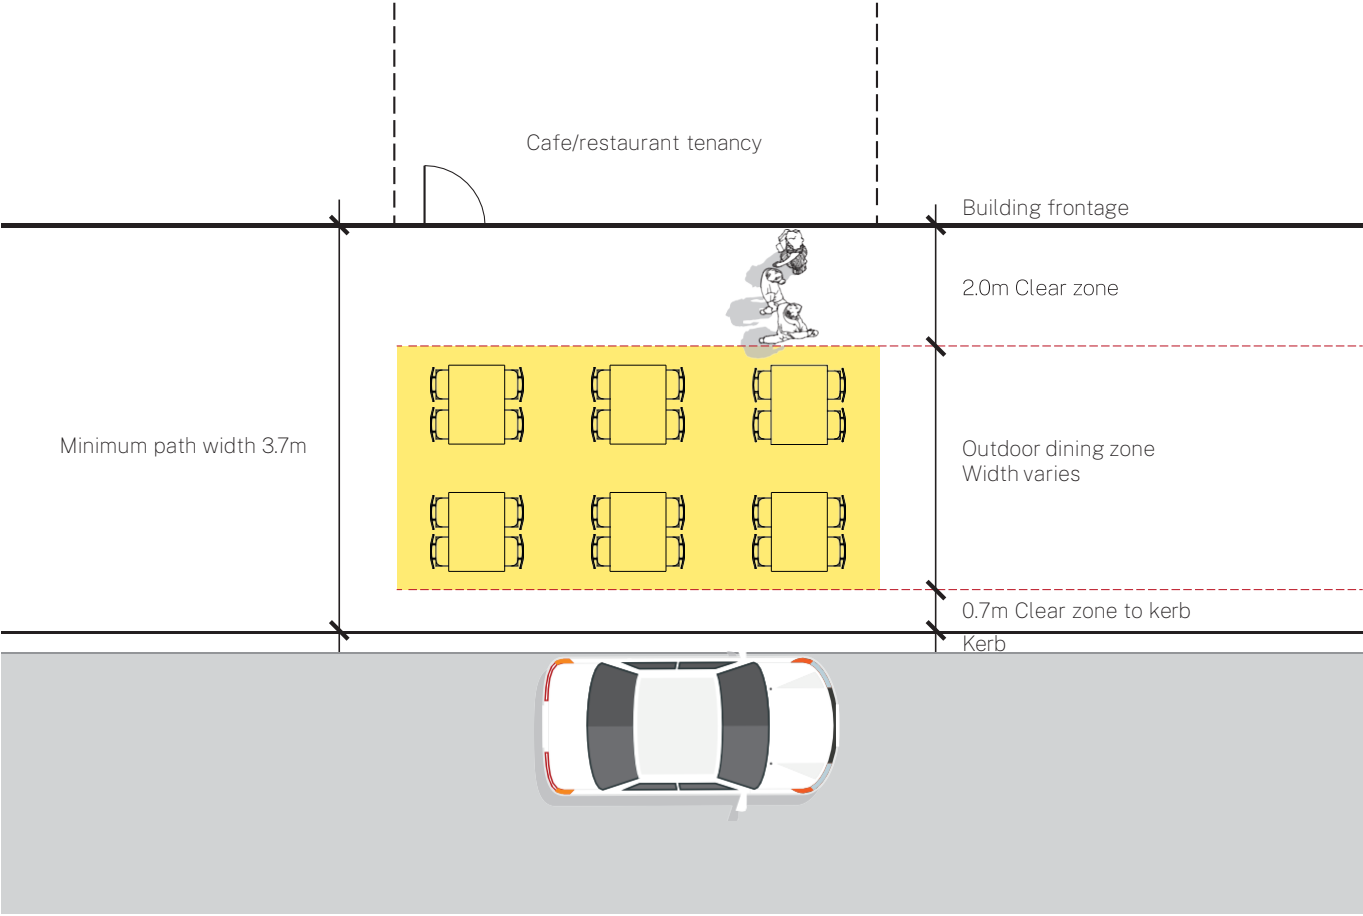 Cafe/restaurant tenancy
Building frontage
2.0m Clear zone
Minimum path width 3.7m
Outdoor dining zone
Width varies
0.7m Clear zone to kerb
Kerb